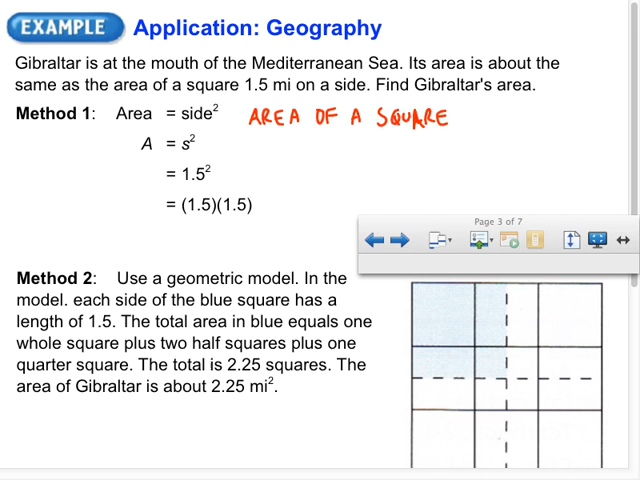 EXAMPLE Application: Geography
Gibraltar is at the mouth of the Mediterranean Sea. Its area is about the
same as the area of a square 1.5 mi on a side. Find Gibraltar's area.
Method 1: Area = side² AREA OF A SQUARE
A = s²
= 1.5²
= (1.5)(1.5)
Page 3 of 7
Method 2: Use a geometric model. In the
model. each side of the blue square has a
length of 1.5. The total area in blue equals one
whole square plus two half squares plus one
quarter square. The total is 2.25 squares. The
area of Gibraltar is about 2.25 mi².